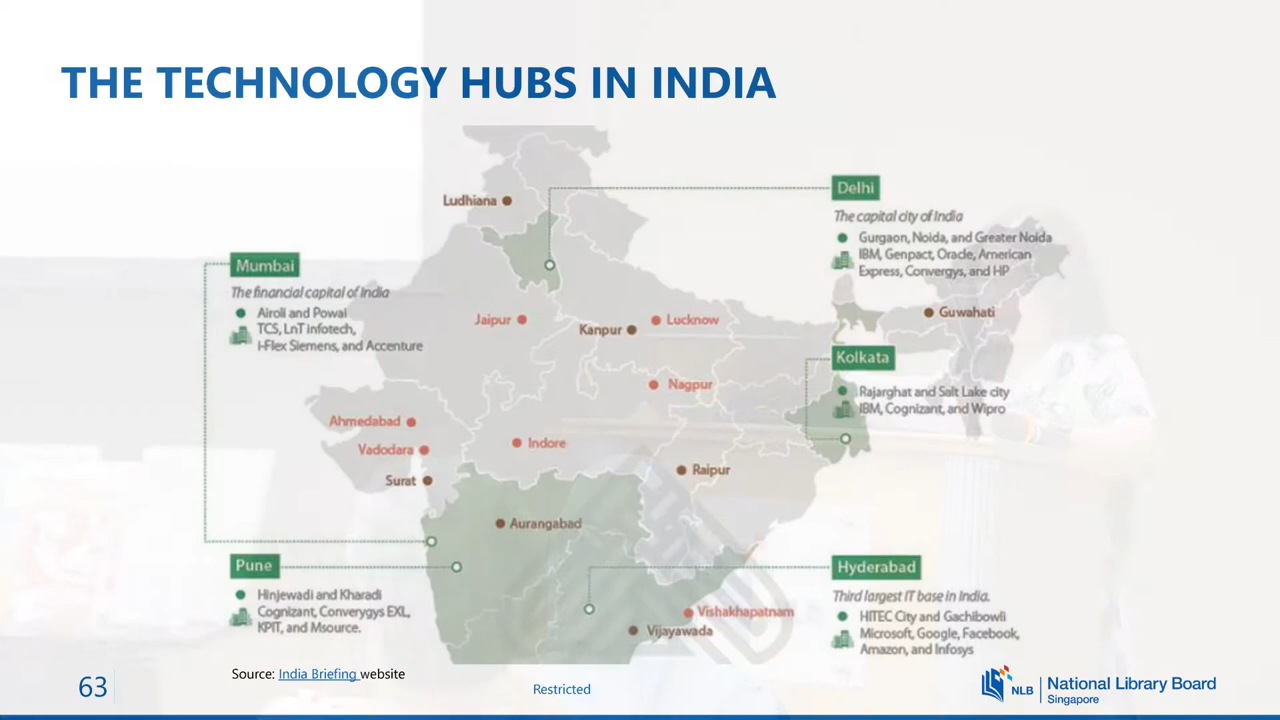 THE TECHNOLOGY HUBS IN INDIA
Ludhiana
Delhi
The capital city of India
Gurgaon, Noida, and Greater Noida
IBM, Genpact, Oracle, American
Express, Convergys, and HP
Mumbai
The financial capital of India
Airoli and Powai
TCS, LnT infotech,
i-Flex Siemens, and Accenture
Jaipur
Kanpur
Lucknow
Guwahati
Kolkata
Rajarghat and Salt Lake city
IBM, Cognizant, and Wipro
Nagpur
Ahmedabad
Vadodara
Indore
Surat
Raipur
Aurangabad
Pune
Hinjewadi and Kharadi
Cognizant, Converygys EXL,
KPIT, and Msource.
Hyderabad
Third largest IT base in India.
HITEC City and Gachibowli
Microsoft, Google, Facebook,
Amazon, and Infosys
Vishakhapatnam
Vijayawada
Source: India Briefing website
63
Restricted
NLB
National Library Board
Singapore